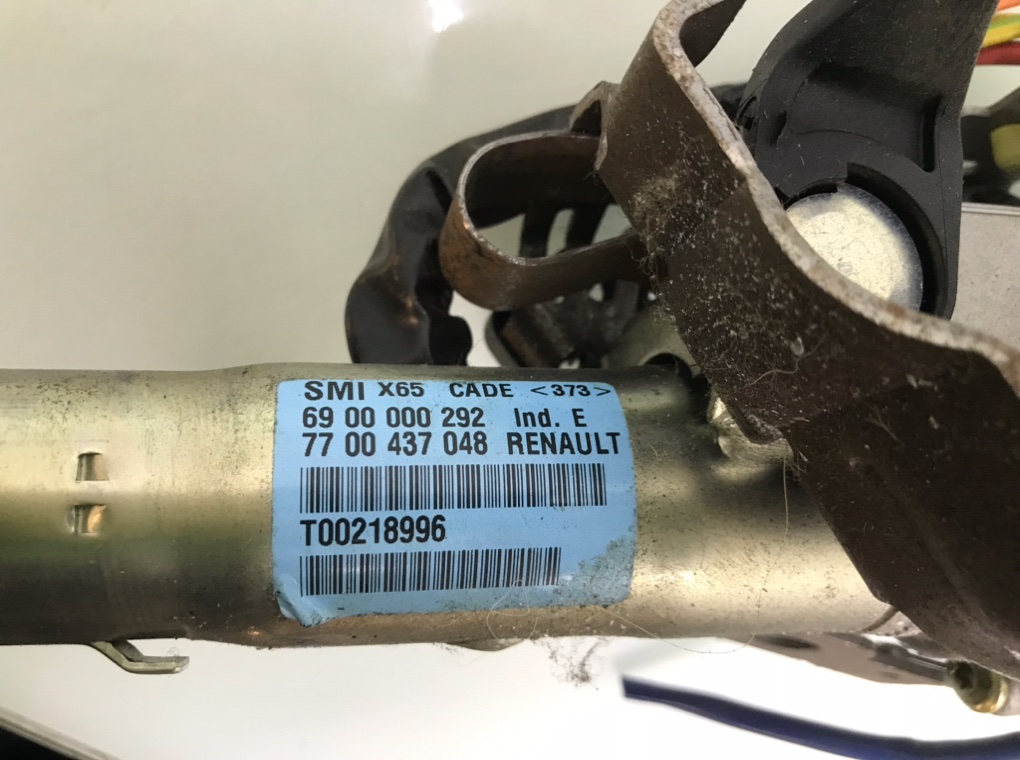 SMI X65 CADE <373>
69 00 000 292 Ind. E
77 00 437 048 RENAULT
T00218996